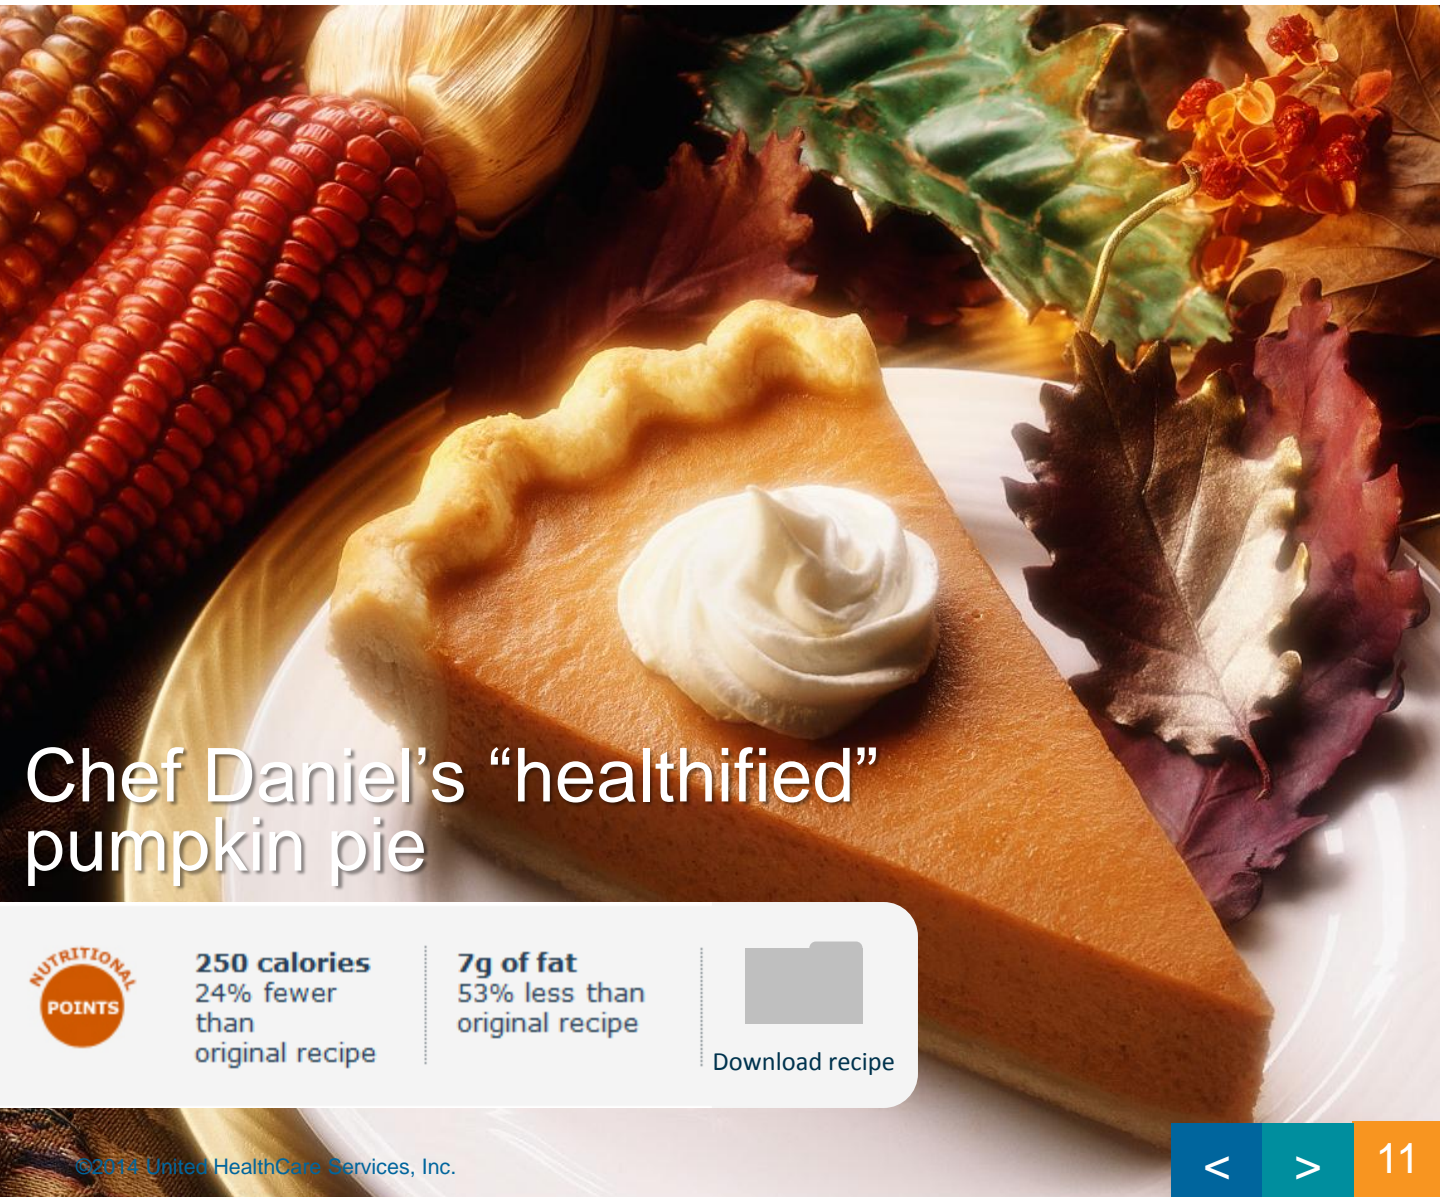 Chef Daniel’s “healthified”
pumpkin pie
NUTRITIONAL
POINTS
250 calories
24% fewer
than
original recipe
7g of fat
53% less than
original recipe
Download recipe
©2014 United HealthCare Services, Inc.
<
>
11